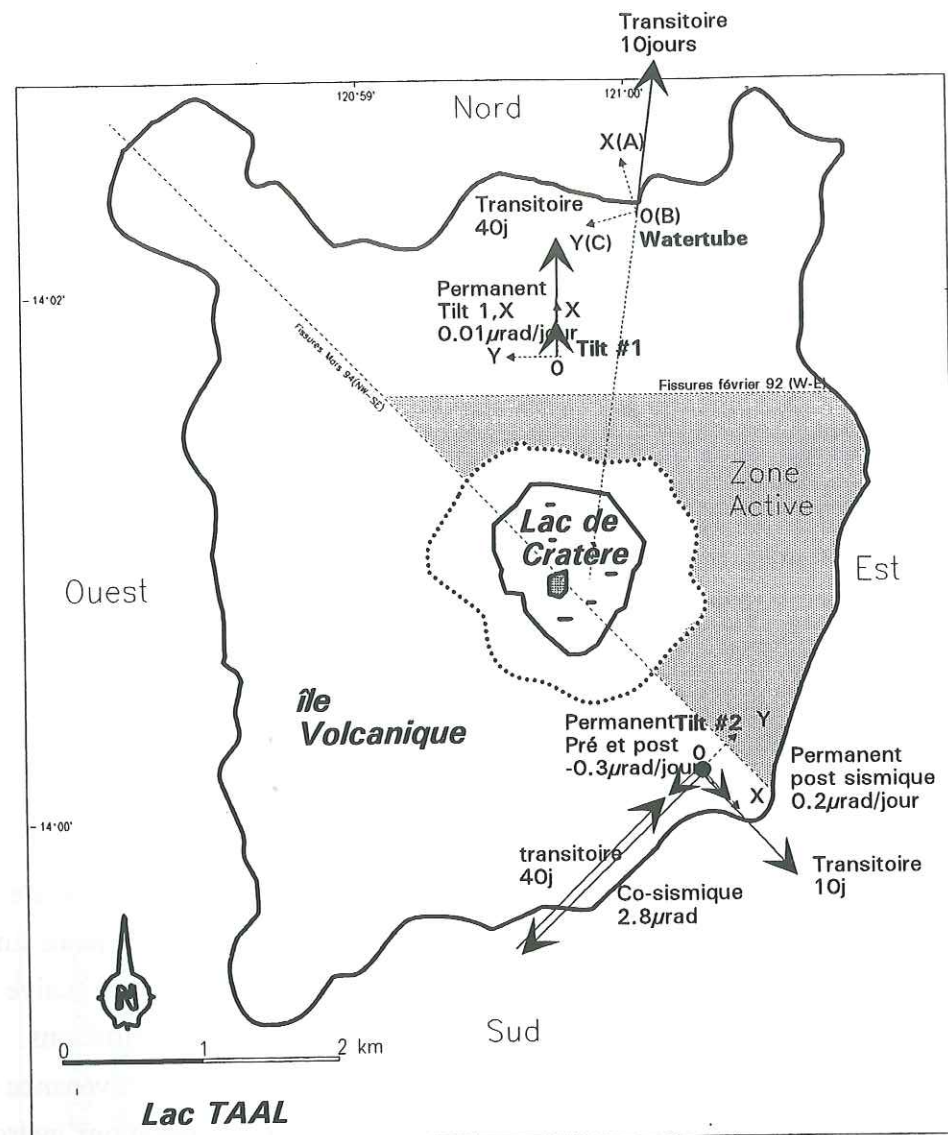 Transitoire
10jours
120°59
121°00
Nord
X(A)
Transitoire
40j
O(B)
Y(C)
Watertube
14°02'
Permanent
Tilt 1,X
X
0.01µrad/jour
Tilt #1
Y
O
Fissures Mars 94(NW-SE)
Fissures février 92 (W-E)
Zone
Active
Lac de
Cratère
Ouest
Est
île
Volcanique
Permanent
Tilt #2
Y
Pré et post
O
-0.3µrad/jour
Permanent
post sismique
X
0.2µrad/jour
14°00'
transitoire
40j
Transitoire
10j
Co-sismique
2.8µrad
N
Sud
0 1 2 km
Lac TAAL